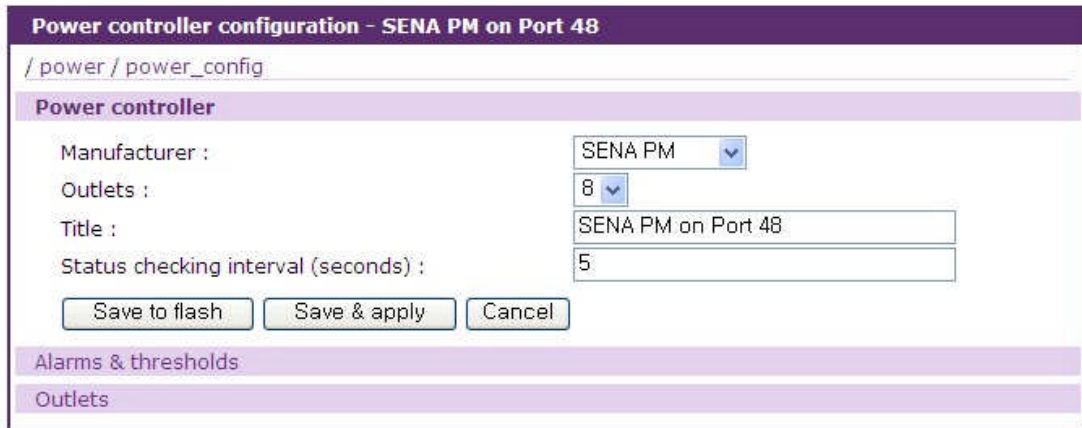 Power controller configuration - SENA PM on Port 48
/ power / power_config
Power controller
Manufacturer : SENA PM
Outlets : 8
Title : SENA PM on Port 48
Status checking interval (seconds) : 5
Save to flash Save & apply Cancel
Alarms & thresholds
Outlets